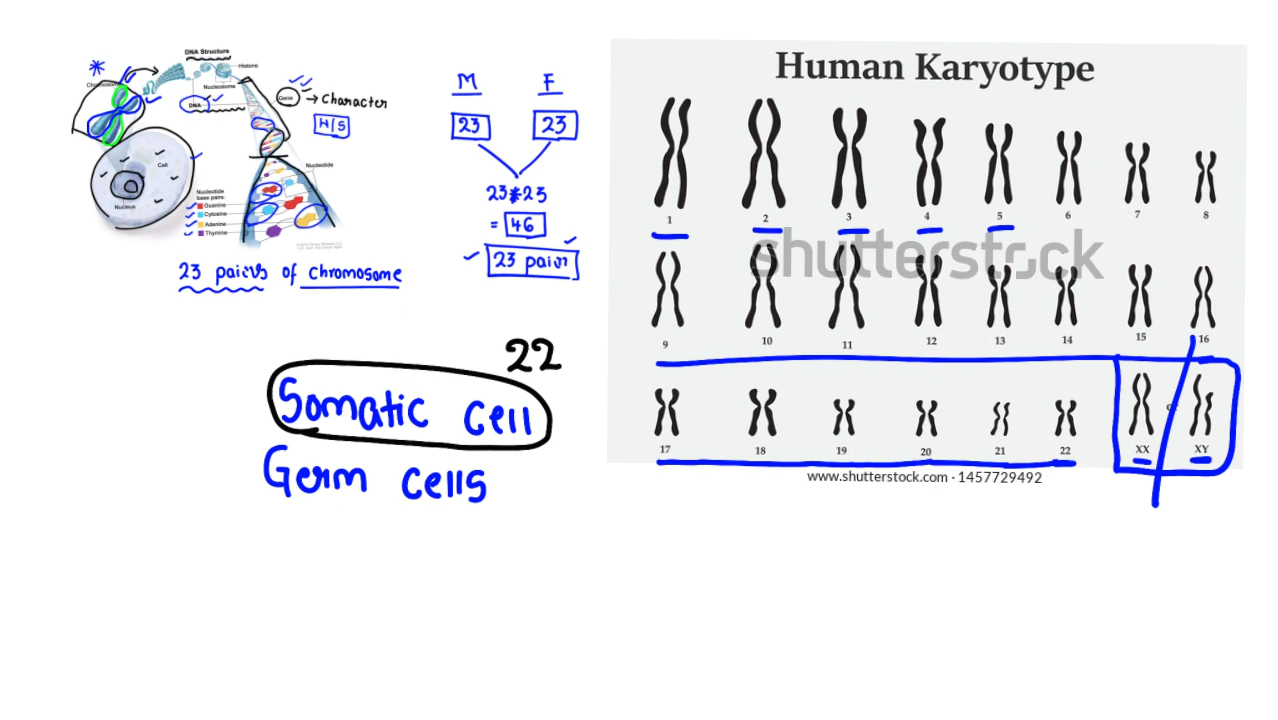 DNA Structure
Histone
Chromosome
Nucleosome
DNA
Gene → Character
H/S
Cell
Nucleus
Nucleotide
Nucleotide
base pairs:
Guanine
Cytosine
Adenine
Thymine
23 pairs of chromosome
M F
23 23
23*23
= 46
23 pairs
22
Somatic cell
Germ cells
Human Karyotype
1 2 3 4 5 6 7 8
shutterstock
9 10 11 12 13 14 15 16
or
17 18 19 20 21 22 XX XY
www.shutterstock.com · 1457729492